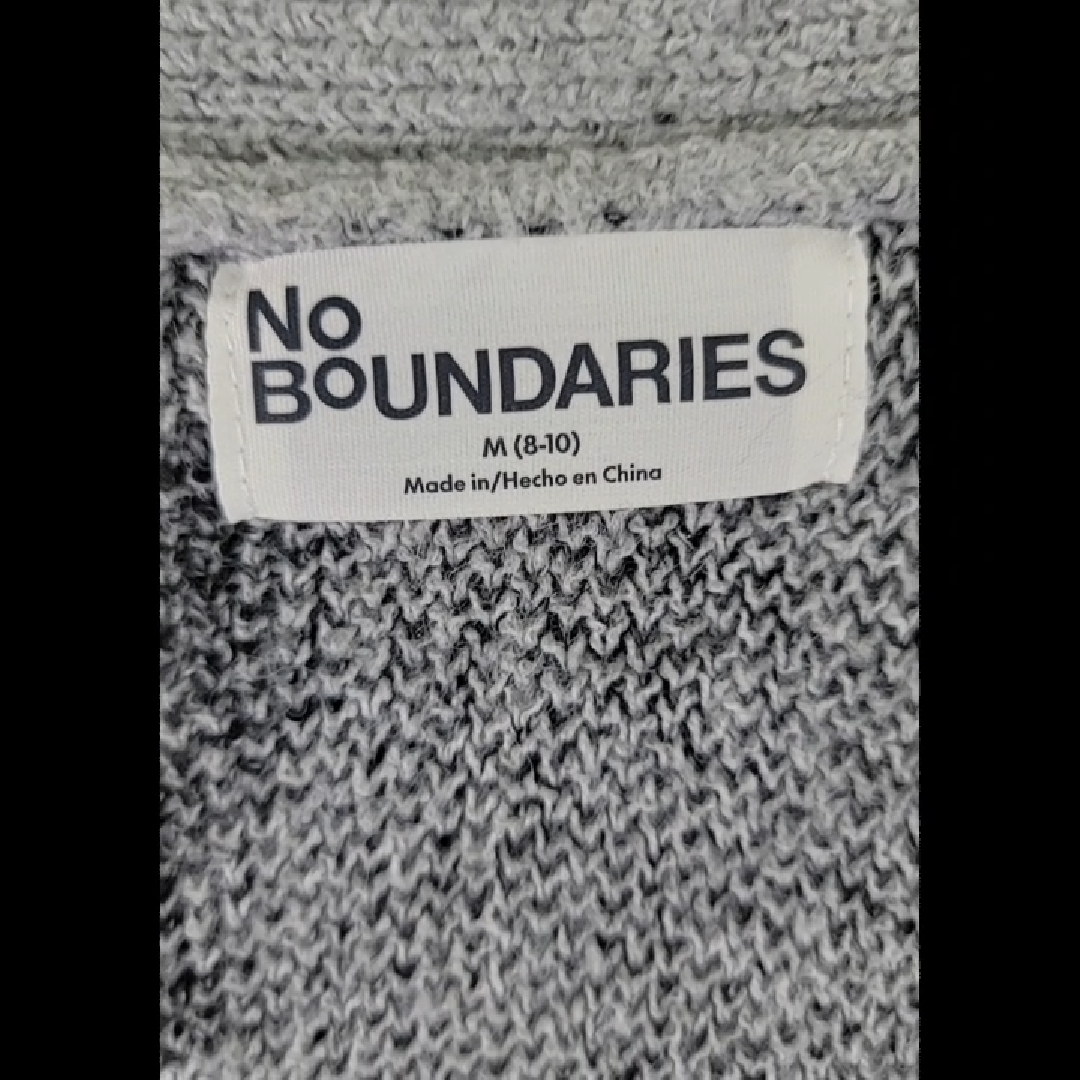 No
BoUNDARIES
M (8-10)
Made in/Hecho en China